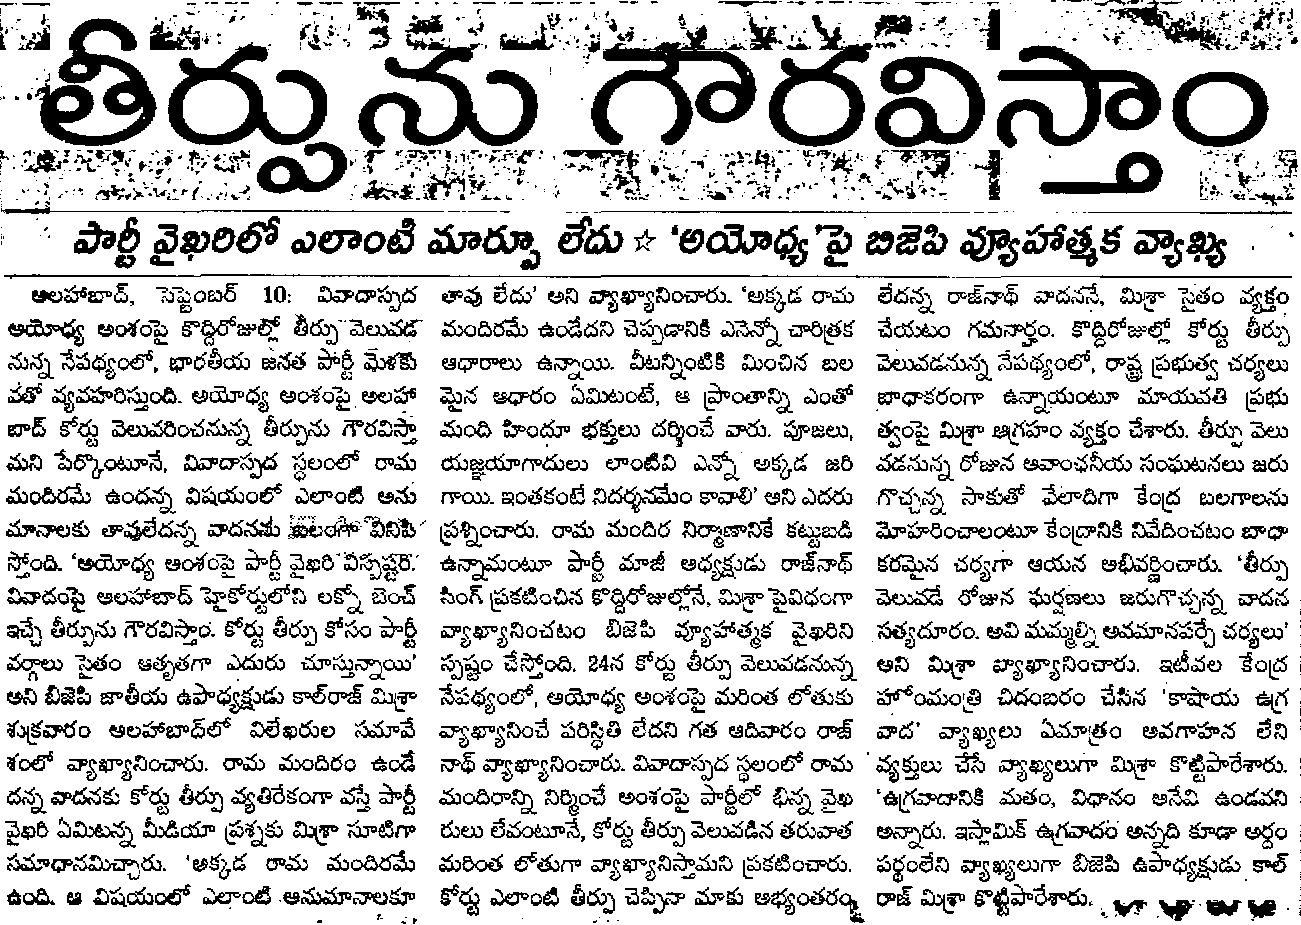 తీర్పును గౌరవిస్తాం
పార్టీ వైఖరిలో ఎలాంటి మార్పూ లేదు ☆ 'అయోధ్య'పై బిజెపి వ్యూహాత్మక వ్యాఖ్య
అలహాబాద్, సెప్టెంబర్ 10: వివాదాస్పద
అయోధ్య అంశంపై కొద్దిరోజుల్లో తీర్పు వెలువడ
నున్న నేపథ్యంలో, భారతీయ జనత పార్టీ మెళకు
వతో వ్యవహరిస్తుంది. అయోధ్య అంశంపై అలహా
బాద్ కోర్టు వెలువరించనున్న తీర్పును గౌరవిస్తా
మని పేర్కొంటూనే, వివాదాస్పద స్థలంలో రామ
మందిరమే ఉందన్న విషయంలో ఎలాంటి అను
మానాలకు తావులేదన్న వాదనను బలంగా వినిపి
స్తోంది. 'అయోధ్య అంశంపై పార్టీ వైఖరి విస్పష్టం.
వివాదంపై అలహాబాద్ హైకోర్టులోని లక్నో బెంచ్
ఇచ్చే తీర్పును గౌరవిస్తాం. కోర్టు తీర్పు కోసం పార్టీ
వర్గాలు సైతం ఆతృతగా ఎదురు చూస్తున్నాయి'
అని బీజెపి జాతీయ ఉపాధ్యక్షుడు కాల్‌రాజ్ మిశ్రా
శుక్రవారం అలహాబాద్‌లో విలేఖరుల సమావే
శంలో వ్యాఖ్యానించారు. రామ మందిరం ఉండే
దన్న వాదనకు కోర్టు తీర్పు వ్యతిరేకంగా వస్తే పార్టీ
వైఖరి ఏమిటన్న మీడియా ప్రశ్నకు మిశ్రా సూటిగా
సమాధానమిచ్చారు. 'అక్కడ రామ మందిరమే
ఉంది. ఆ విషయంలో ఎలాంటి అనుమానాలకూ
తావు లేదు' అని వ్యాఖ్యానించారు. 'అక్కడ రామ
మందిరమే ఉండేదని చెప్పడానికి ఎనెన్నో చారిత్రక
ఆధారాలు ఉన్నాయి. వీటన్నింటికి మించిన బల
మైన ఆధారం ఏమిటంటే, ఆ ప్రాంతాన్ని ఎంతో
మంది హిందూ భక్తులు దర్శించే వారు. పూజలు,
యజ్ఞయాగాదులు లాంటివి ఎన్నో అక్కడ జరి
గాయి. ఇంతకంటే నిదర్శనమేం కావాలి' అని ఎదురు
ప్రశ్నించారు. రామ మందిర నిర్మాణానికే కట్టుబడి
ఉన్నామంటూ పార్టీ మాజీ అధ్యక్షుడు రాజ్‌నాథ్
సింగ్ ప్రకటించిన కొద్దిరోజుల్లోనే, మిశ్రా పైవిధంగా
వ్యాఖ్యానించటం బీజెపి వ్యూహాత్మక వైఖరిని
స్పష్టం చేస్తోంది. 24న కోర్టు తీర్పు వెలువడనున్న
నేపథ్యంలో, అయోధ్య అంశంపై మరింత లోతుకు
వ్యాఖ్యానించే పరిస్థితి లేదని గత ఆదివారం రాజ్
నాథ్ వ్యాఖ్యానించారు. వివాదాస్పద స్థలంలో రామ
మందిరాన్ని నిర్మించే అంశంపై పార్టీలో భిన్న వైఖ
రులు లేవంటూనే, కోర్టు తీర్పు వెలువడిన తరువాత
మరింత లోతుగా వ్యాఖ్యానిస్తామని ప్రకటించారు.
కోర్టు ఎలాంటి తీర్పు చెప్పినా మాకు అభ్యంతరం
లేదన్న రాజ్‌నాథ్ వాదననే, మిశ్రా సైతం వ్యక్తం
చేయటం గమనార్హం. కొద్దిరోజుల్లో కోర్టు తీర్పు
వెలువడనున్న నేపథ్యంలో, రాష్ట్ర ప్రభుత్వ చర్యలు
బాధాకరంగా ఉన్నాయంటూ మాయవతి ప్రభు
త్వంపై మిశ్రా ఆగ్రహం వ్యక్తం చేశారు. తీర్పు వెలు
వడనున్న రోజున అవాంఛనీయ సంఘటనలు జరు
గొచ్చన్న సాకుతో వేలాదిగా కేంద్ర బలగాలను
మోహరించాలంటూ కేంద్రానికి నివేదించటం బాధా
కరమైన చర్యగా ఆయన అభివర్ణించారు. 'తీర్పు
వెలువడే రోజున ఘర్షణలు జరుగొచ్చన్న వాదన
సత్యదూరం. అవి మమ్మల్ని అవమానపర్చే చర్యలు'
అని మిశ్రా వ్యాఖ్యానించారు. ఇటీవల కేంద్ర
హోంమంత్రి చిదంబరం చేసిన 'కాషాయ ఉగ్ర
వాద' వ్యాఖ్యలు ఏమాత్రం అవగాహన లేని
వ్యక్తులు చేసే వ్యాఖ్యలుగా మిశ్రా కొట్టిపారేశారు.
'ఉగ్రవాదానికి మతం, విధానం అనేవి ఉండవని
అన్నారు. ఇస్లామిక్ ఉగ్రవాదం అన్నది కూడా అర్థం
పర్థంలేని వ్యాఖ్యలుగా బీజెపి ఉపాధ్యక్షుడు కాల్
రాజ్ మిశ్రా కొట్టిపారేశారు.